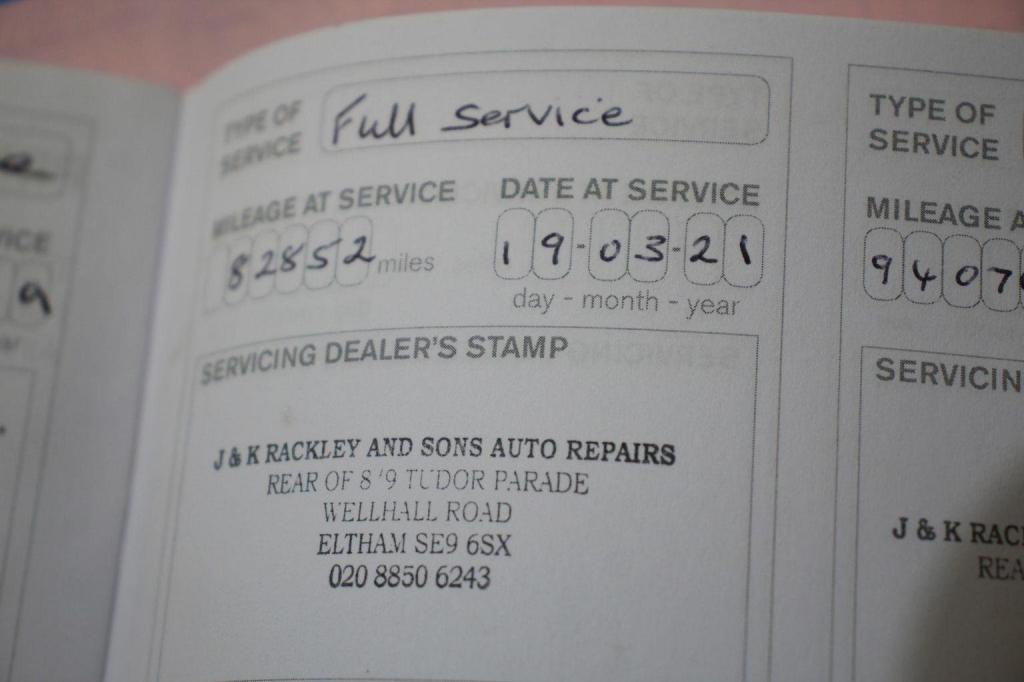 TYPE OF
SERVICE
Full Service
MILEAGE AT SERVICE
82852 miles
DATE AT SERVICE
19-03-21
day - month - year
SERVICING DEALER'S STAMP
J & K RACKLEY AND SONS AUTO REPAIRS
REAR OF 8/9 TUDOR PARADE
WELLHALL ROAD
ELTHAM SE9 6SX
020 8850 6243
TYPE OF
SERVICE
MILEAGE A
9407
SERVICIN
J & K RAC
REA